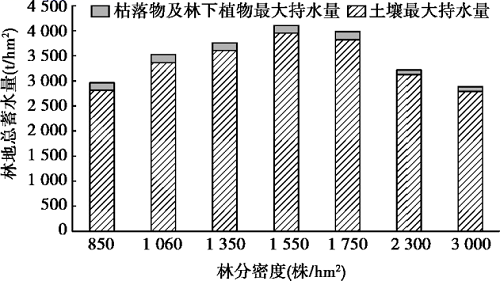 枯落物及林下植物最大持水量 土壤最大持水量
林地总蓄水量(t/hm²)
4 500
4 000
3 500
3 000
2 500
2 000
1 500
1 000
500
0
850 1 060 1 350 1 550 1 750 2 300 3 000
林分密度(株/hm²)